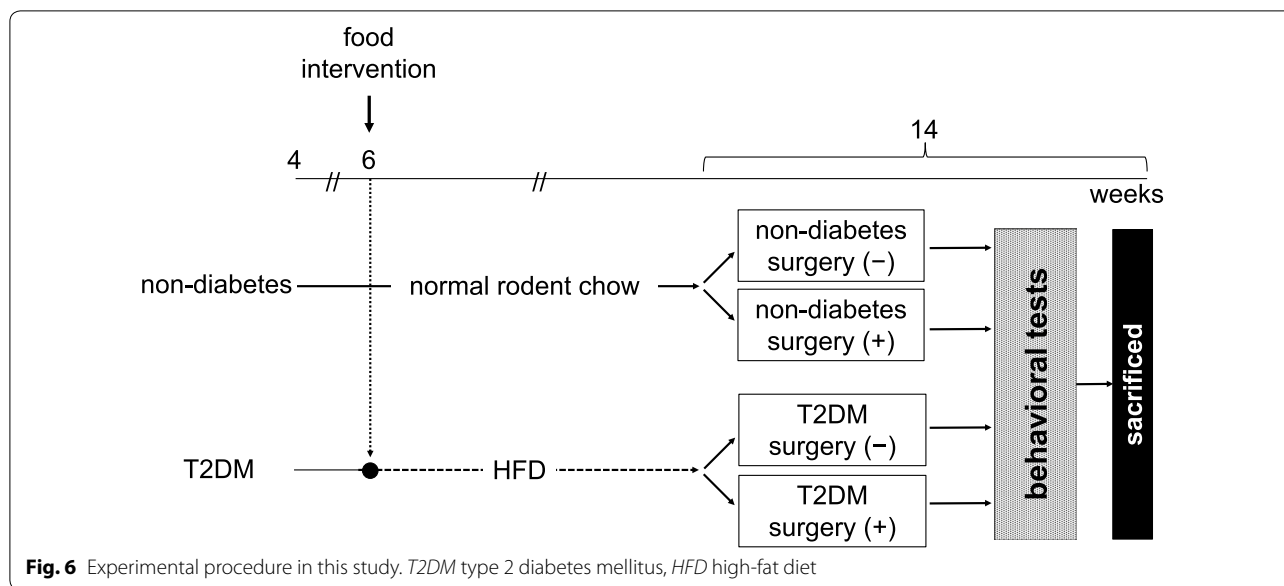 food
intervention
14
4
//
6
//
weeks
non-diabetes
normal rodent chow
non-diabetes
surgery (−)
non-diabetes
surgery (+)
T2DM
HFD
T2DM
surgery (−)
T2DM
surgery (+)
behavioral tests
sacrificed
Fig. 6 Experimental procedure in this study. T2DM type 2 diabetes mellitus, HFD high-fat diet